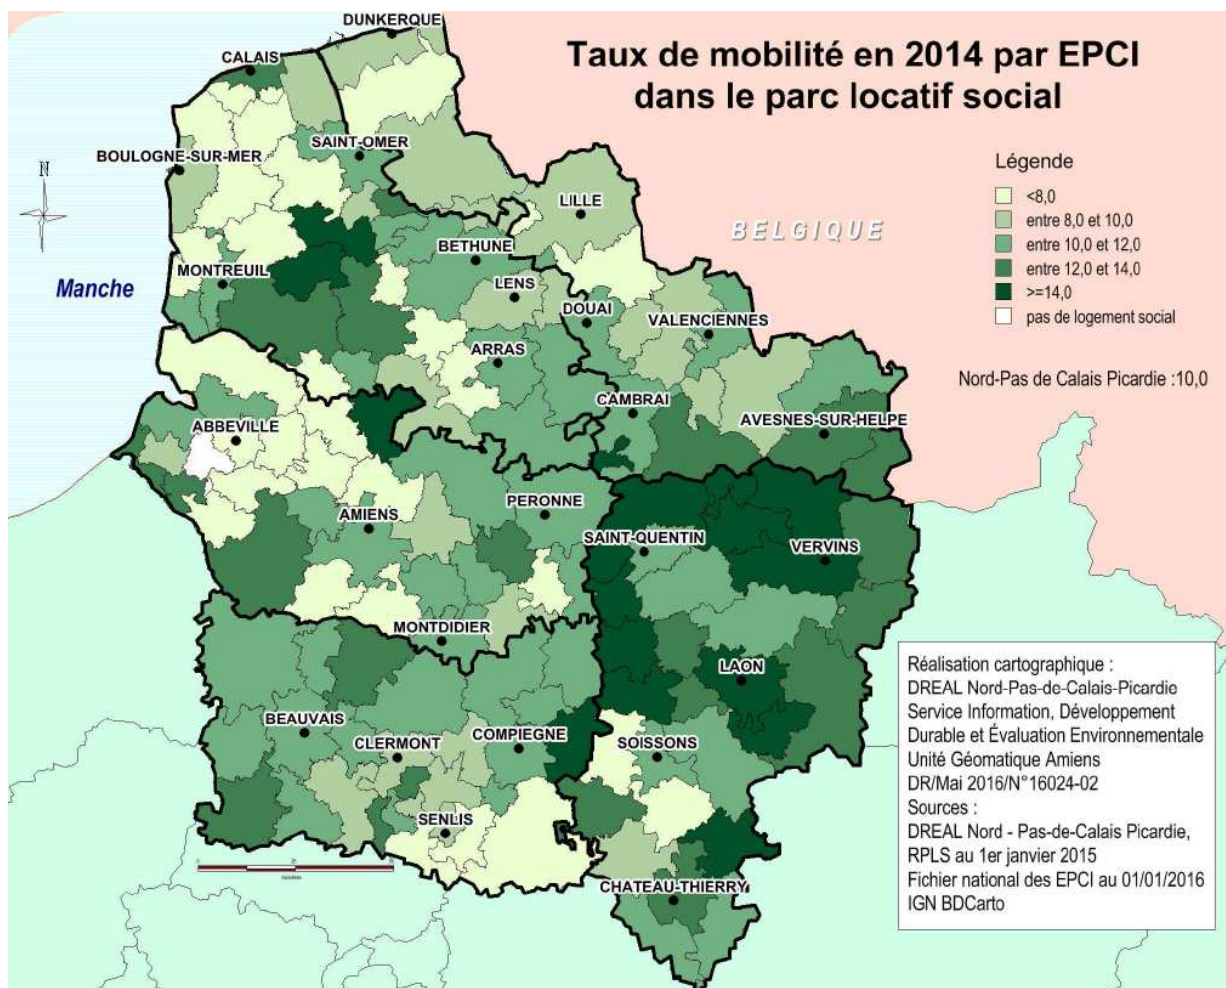 Taux de mobilité en 2014 par EPCI
dans le parc locatif social
DUNKERQUE
CALAIS
SAINT-OMER
BOULOGNE-SUR-MER
N
LILLE
Légende
<8,0
entre 8,0 et 10,0
entre 10,0 et 12,0
entre 12,0 et 14,0
>=14,0
pas de logement social
BELGIQUE
BETHUNE
MONTREUIL
Manche
LENS
DOUAI
VALENCIENNES
ARRAS
Nord-Pas de Calais Picardie :10,0
CAMBRAI
AVESNES-SUR-HELPE
ABBEVILLE
PERONNE
AMIENS
SAINT-QUENTIN
VERVINS
MONTDIDIER
LAON
BEAUVAIS
CLERMONT
COMPIEGNE
SOISSONS
SENLIS
CHATEAU-THIERRY
Réalisation cartographique :
DREAL Nord-Pas-de-Calais-Picardie
Service Information, Développement
Durable et Évaluation Environnementale
Unité Géomatique Amiens
DR/Mai 2016/N°16024-02
Sources :
DREAL Nord - Pas-de-Calais Picardie,
RPLS au 1er janvier 2015
Fichier national des EPCI au 01/01/2016
IGN BDCarto